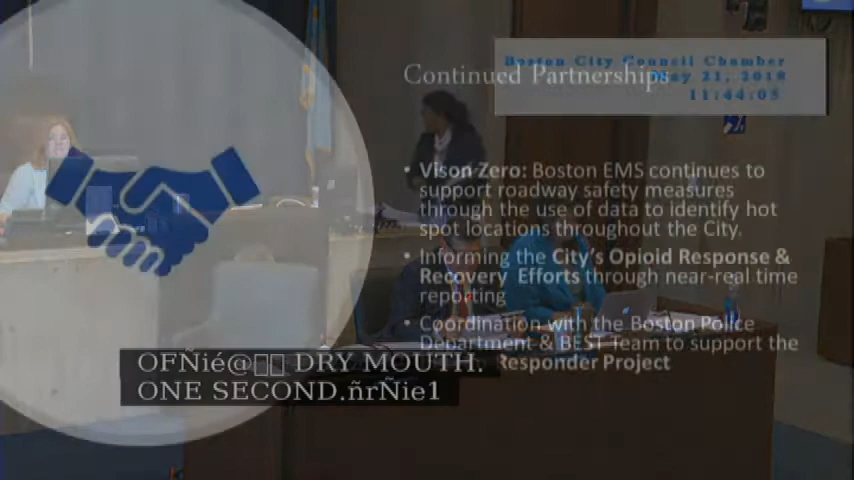 Boston City Council Chamber
Continued Partnerships
May 21, 2018
11:44:05
• Vison Zero: Boston EMS continues to
support roadway safety measures
through the use of data to identify hot
spot locations throughout the City.
• Informing the City's Opioid Response &
Recovery Efforts through near-real time
reporting
• Coordination with the Boston Police
Department & BEST Team to support the
Responder Project
OFÑié@□□ DRY MOUTH.
ONE SECOND.ñrÑie1